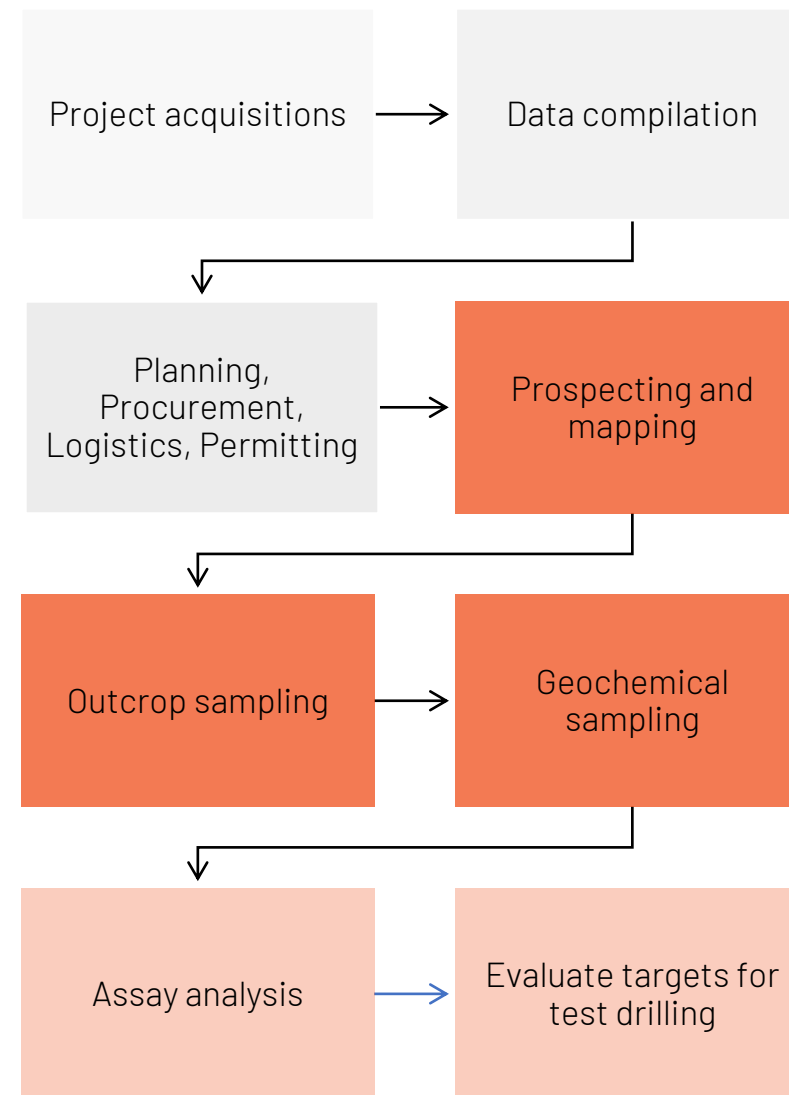 Project acquisitions
Data compilation
Planning,
Procurement,
Logistics, Permitting
Prospecting and
mapping
Outcrop sampling
Geochemical
sampling
Assay analysis
Evaluate targets for
test drilling